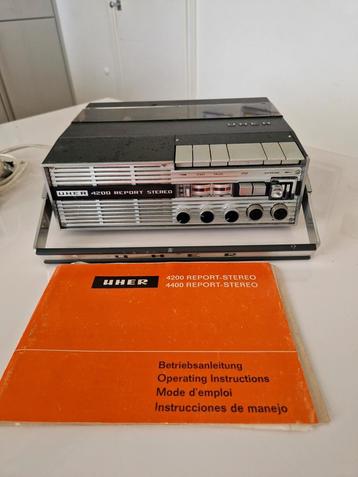 UHER
UHER 4200 REPORT STEREO
UHER
UHER
4200 REPORT-STEREO
4400 REPORT-STEREO
Betriebsanleitung
Operating Instructions
Mode d'emploi
Instrucciones de manejo